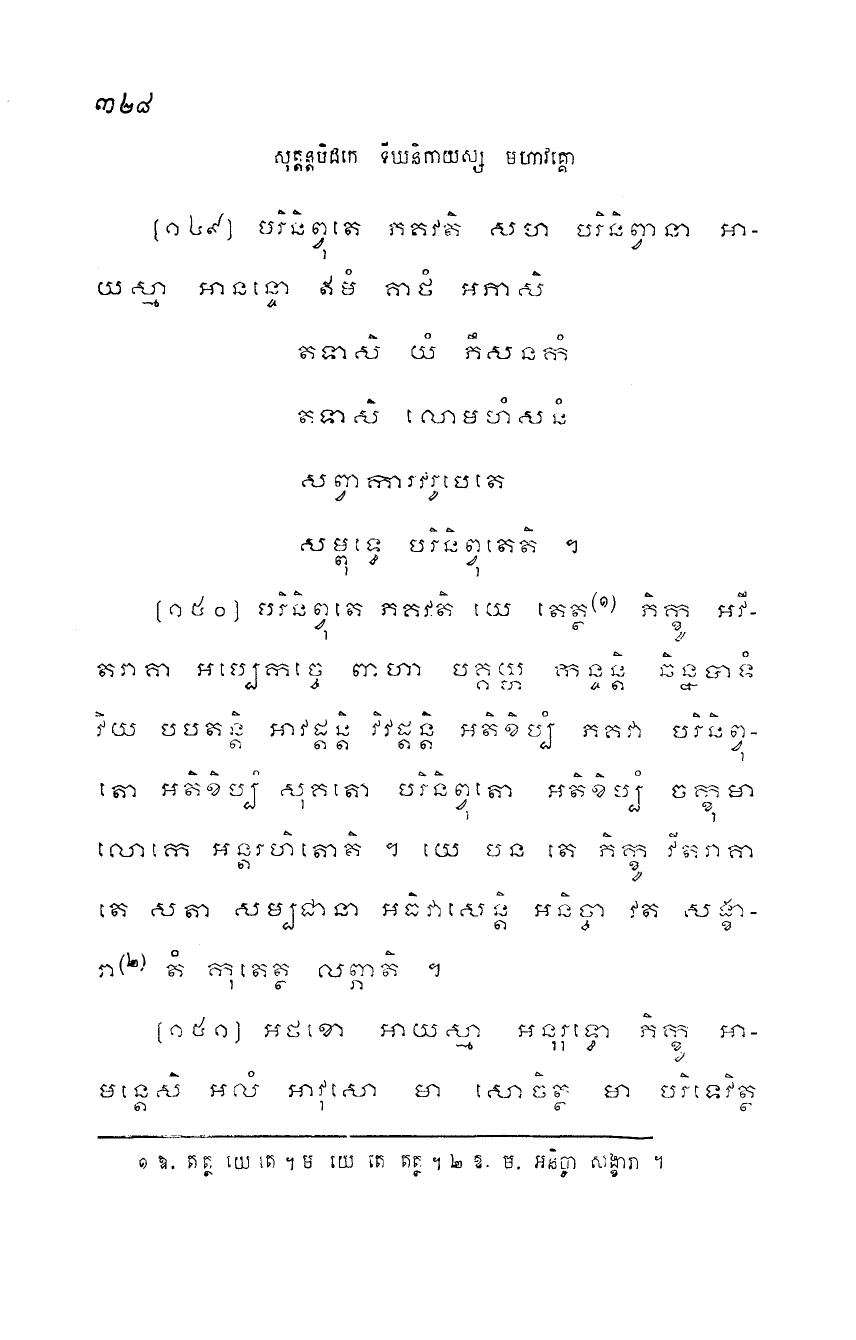 ៣២៨
សុត្តន្តបិដកេ ទីឃនិកាយស្ស មហាវគ្គោ
[១៤៩] បរិនិព្វុតេ ភគវតិ សហ បរិនិព្វានា អា-
យស្មា អានន្ទោ ឥមំ គាថំ អភាសិ
តទាសិ យំ ភឹសនកំ
តទាសិ លោមហំសនំ
សព្វាការវរូបេតេ
សម្ពុទ្ធេ បរិនិព្វុតេតិ ។
[១៥០] បរិនិព្វុតេ ភគវតិ យេ តេត្ថ(១) ភិក្ខូ អវី-
តរាគា អប្បេកច្ចេ ពាហា បគ្គយ្ហ កន្ទន្តិ ឆិន្នបាទំ
វិយ បបតន្តិ អាវដ្តន្តិ វិវដ្តន្តិ អតិខិប្បំ ភគវា បរិនិព្វុ-
តោ អតិខិប្បំ សុគតោ បរិនិព្វុតោ អតិខិប្បំ ចក្ខុមា
លោកេ អន្តរហិតោតិ ។ យេ បន តេ ភិក្ខូ វីតរាគា
តេ សតា សម្បជានា អធិវាសេន្តិ អនិច្ចា វត សង្ខា-
រា(២) តំ កុតេត្ថ លព្ភាតិ ។
[១៥១] អថខោ អាយស្មា អនុរុទ្ធោ ភិក្ខូ អា-
មន្តេសិ អលំ អាវុសោ មា សោចិត្ថ មា បរិទេវិត្ថ
១ ឱ. តត្ថ យេ តេ ។ ម យេ តេ តត្ថ ។ ២ ឱ. ម. អនិច្ចា សង្ខារា ។